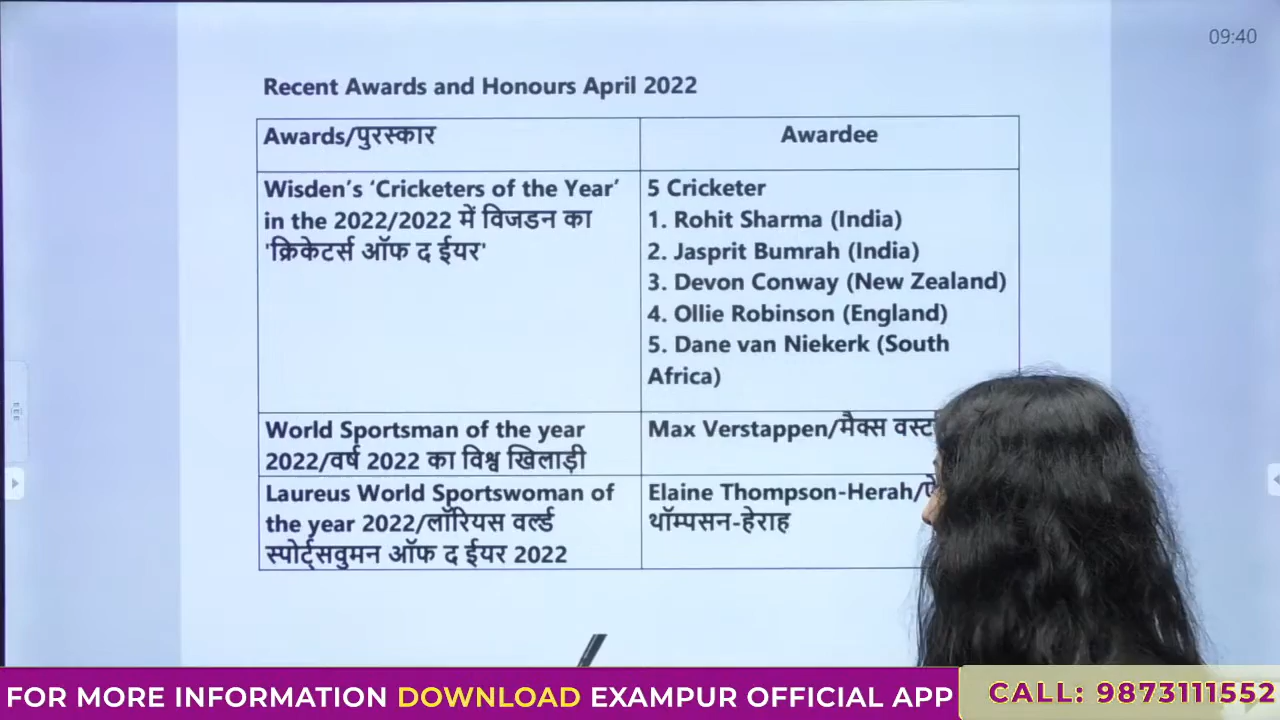 09:40
Recent Awards and Honours April 2022
Awards/पुरस्कार
Awardee
Wisden’s ‘Cricketers of the Year’
in the 2022/2022 में विजडन का
'क्रिकेटर्स ऑफ द ईयर'
5 Cricketer
1. Rohit Sharma (India)
2. Jasprit Bumrah (India)
3. Devon Conway (New Zealand)
4. Ollie Robinson (England)
5. Dane van Niekerk (South
Africa)
World Sportsman of the year
2022/वर्ष 2022 का विश्व खिलाड़ी
Max Verstappen/मैक्स
Laureus World Sportswoman of
the year 2022/लॉरियस वर्ल्ड
स्पोर्ट्सवुमन ऑफ द ईयर 2022
Elaine Thompson-Herah/
थॉम्पसन-हेराह
FOR MORE INFORMATION DOWNLOAD EXAMPUR OFFICIAL APP
CALL: 9873111552